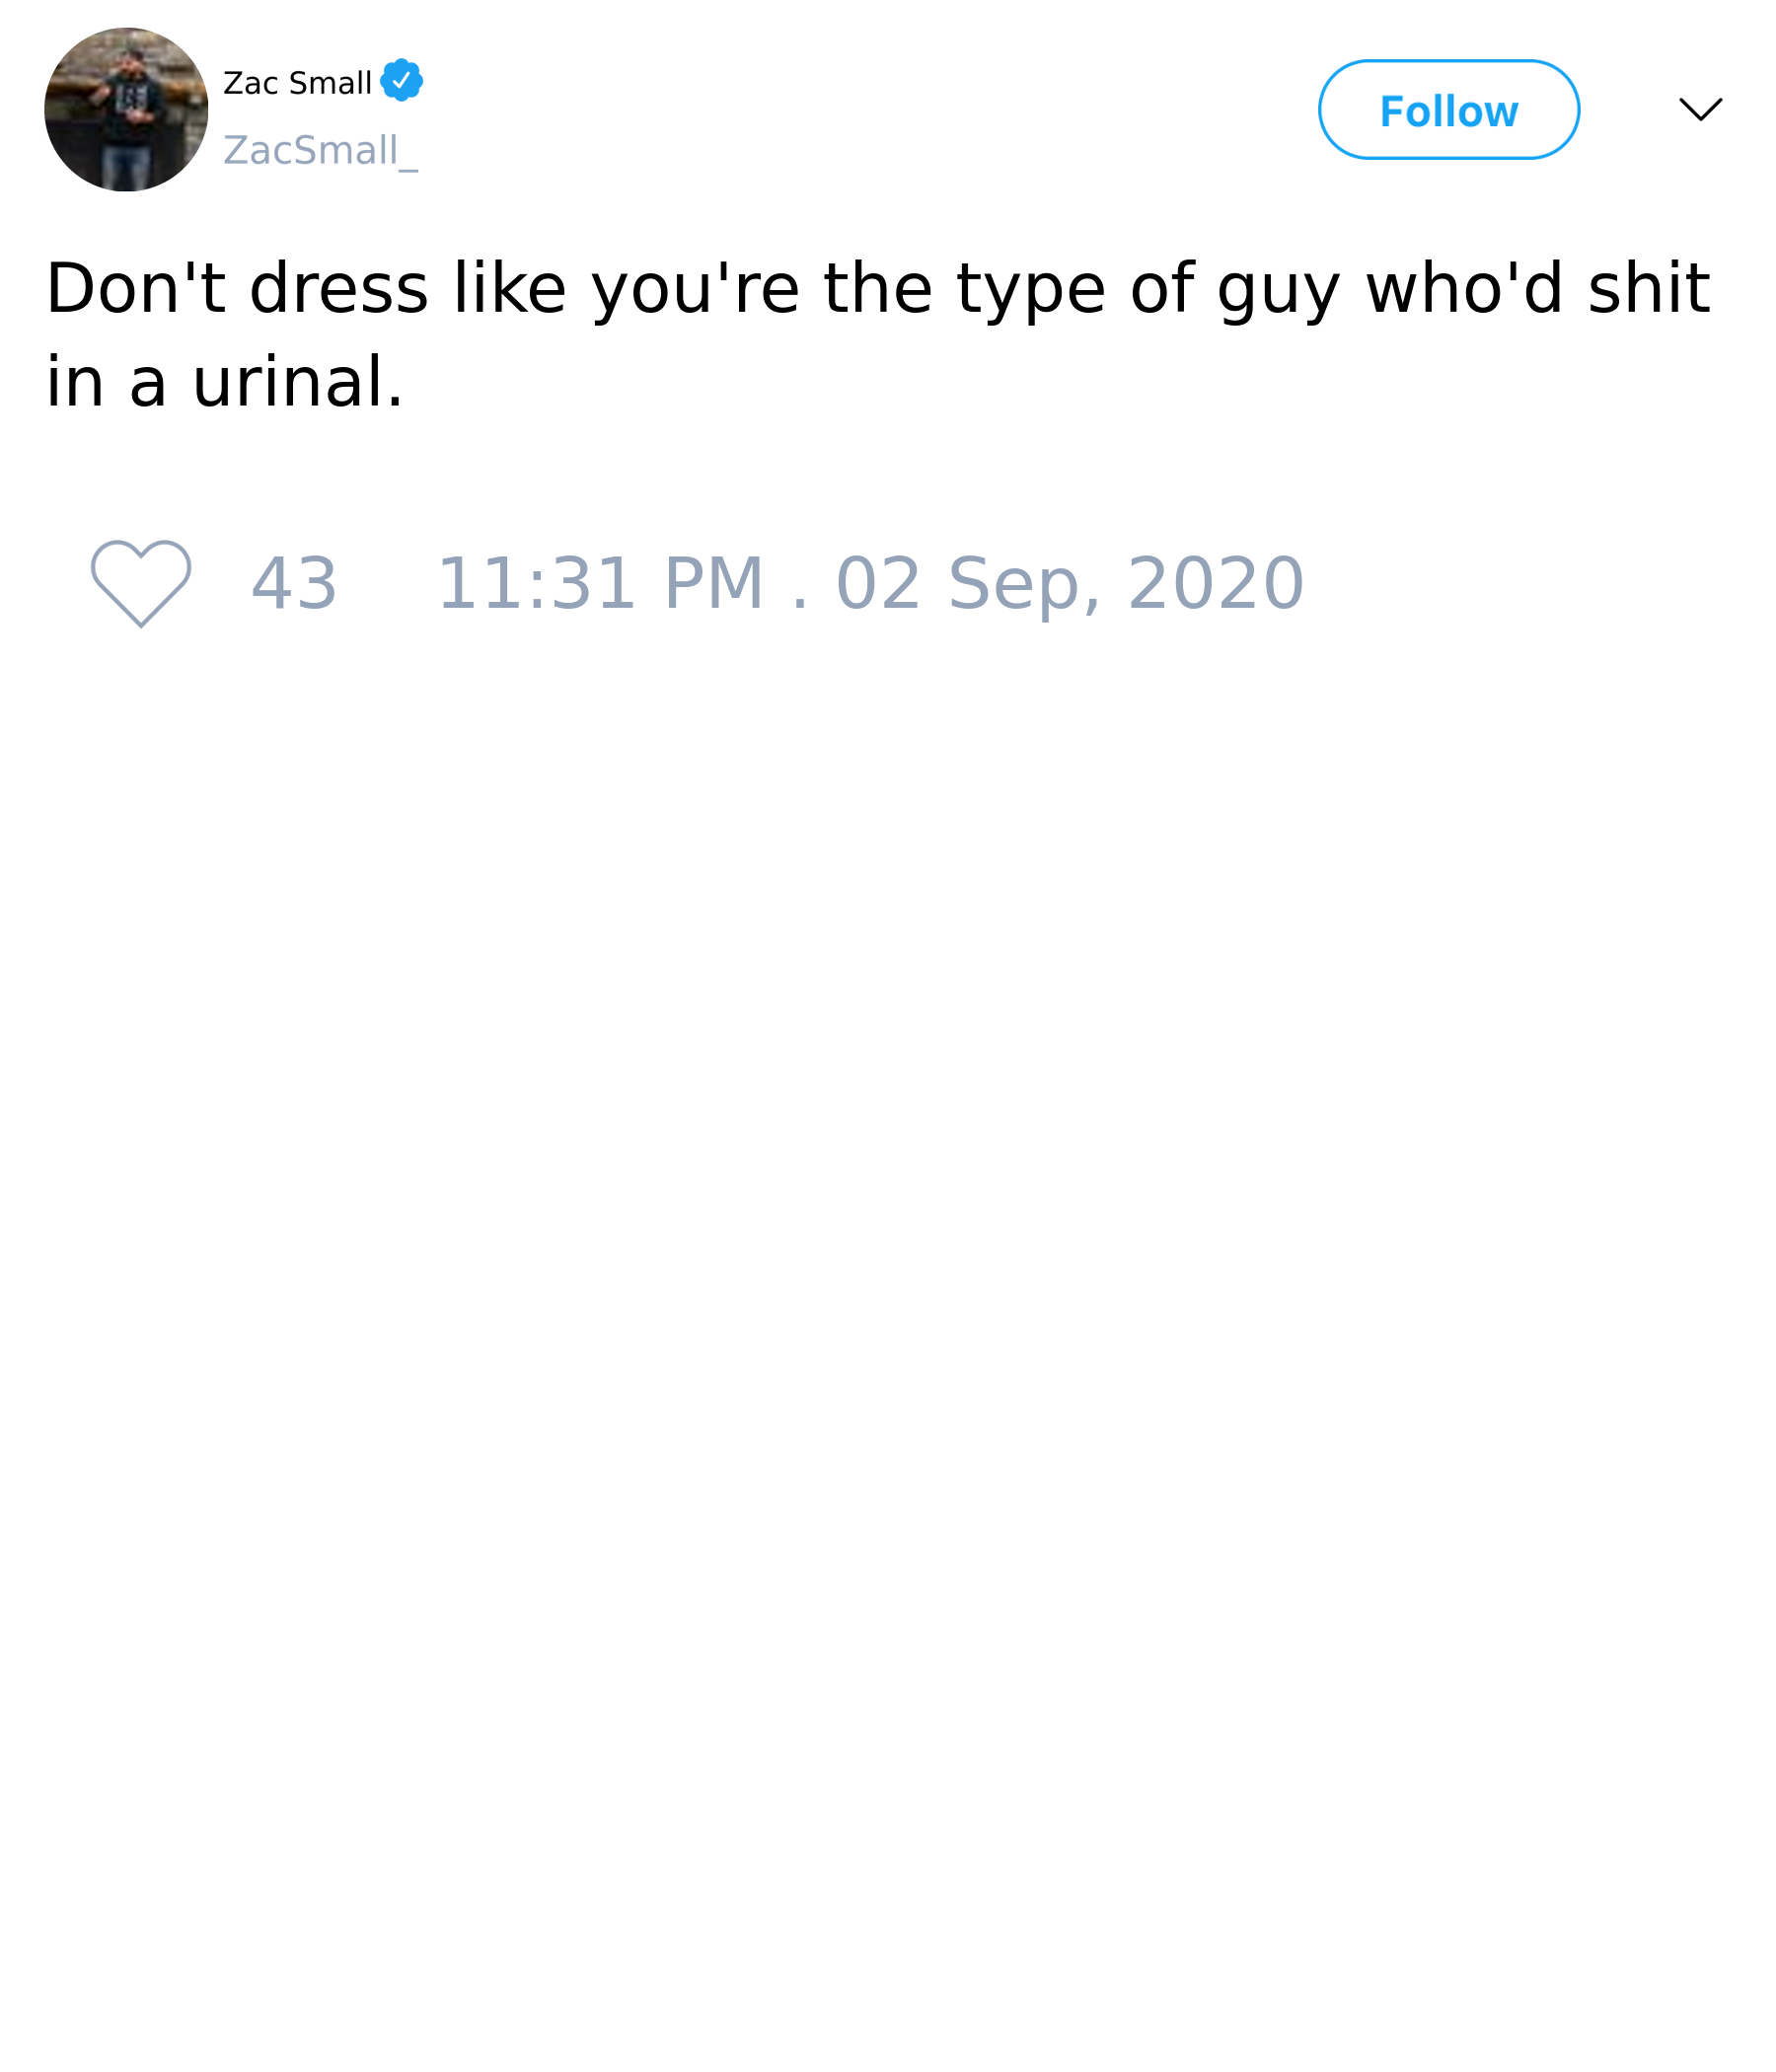 Zac Small
ZacSmall_
Follow
Don't dress like you're the type of guy who'd shit
in a urinal.
43 11:31 PM . 02 Sep, 2020